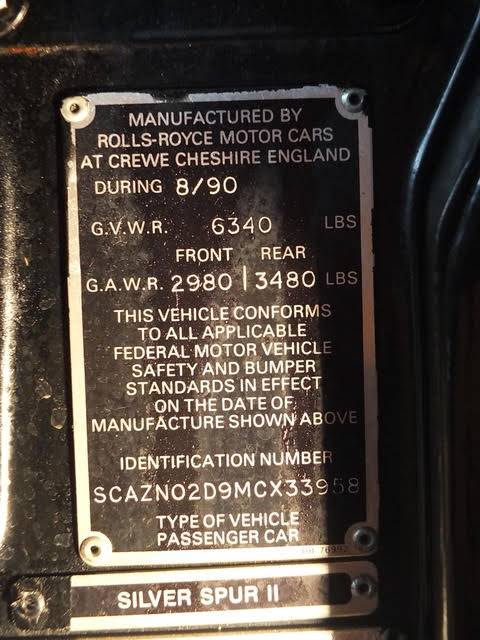 MANUFACTURED BY
ROLLS-ROYCE MOTOR CARS
AT CREWE CHESHIRE ENGLAND
DURING 8/90
G.V.W.R. 6340 LBS
FRONT REAR
G.A.W.R. 2980 | 3480 LBS
THIS VEHICLE CONFORMS
TO ALL APPLICABLE
FEDERAL MOTOR VEHICLE
SAFETY AND BUMPER
STANDARDS IN EFFECT
ON THE DATE OF
MANUFACTURE SHOWN ABOVE
IDENTIFICATION NUMBER
SCAZN02D9MCX33958
TYPE OF VEHICLE
PASSENGER CAR
SILVER SPUR II